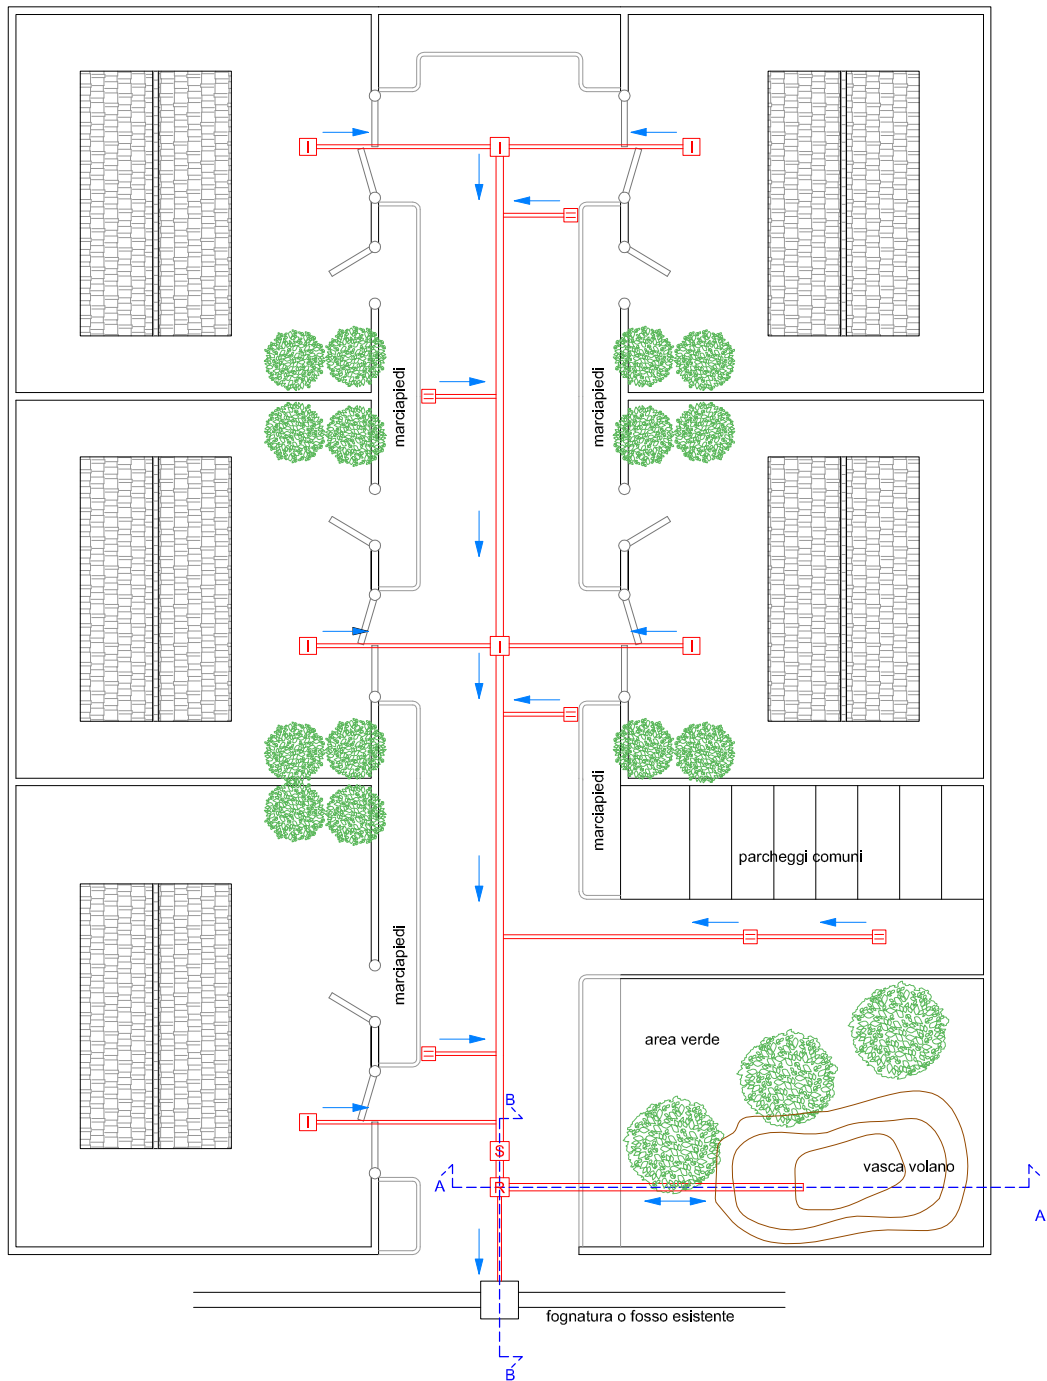 I
I
I
marciapiedi
marciapiedi
I
I
I
marciapiedi
parcheggi comuni
marciapiedi
area verde
B
I
S
vasca volano
A
R
A
fognatura o fosso esistente
B